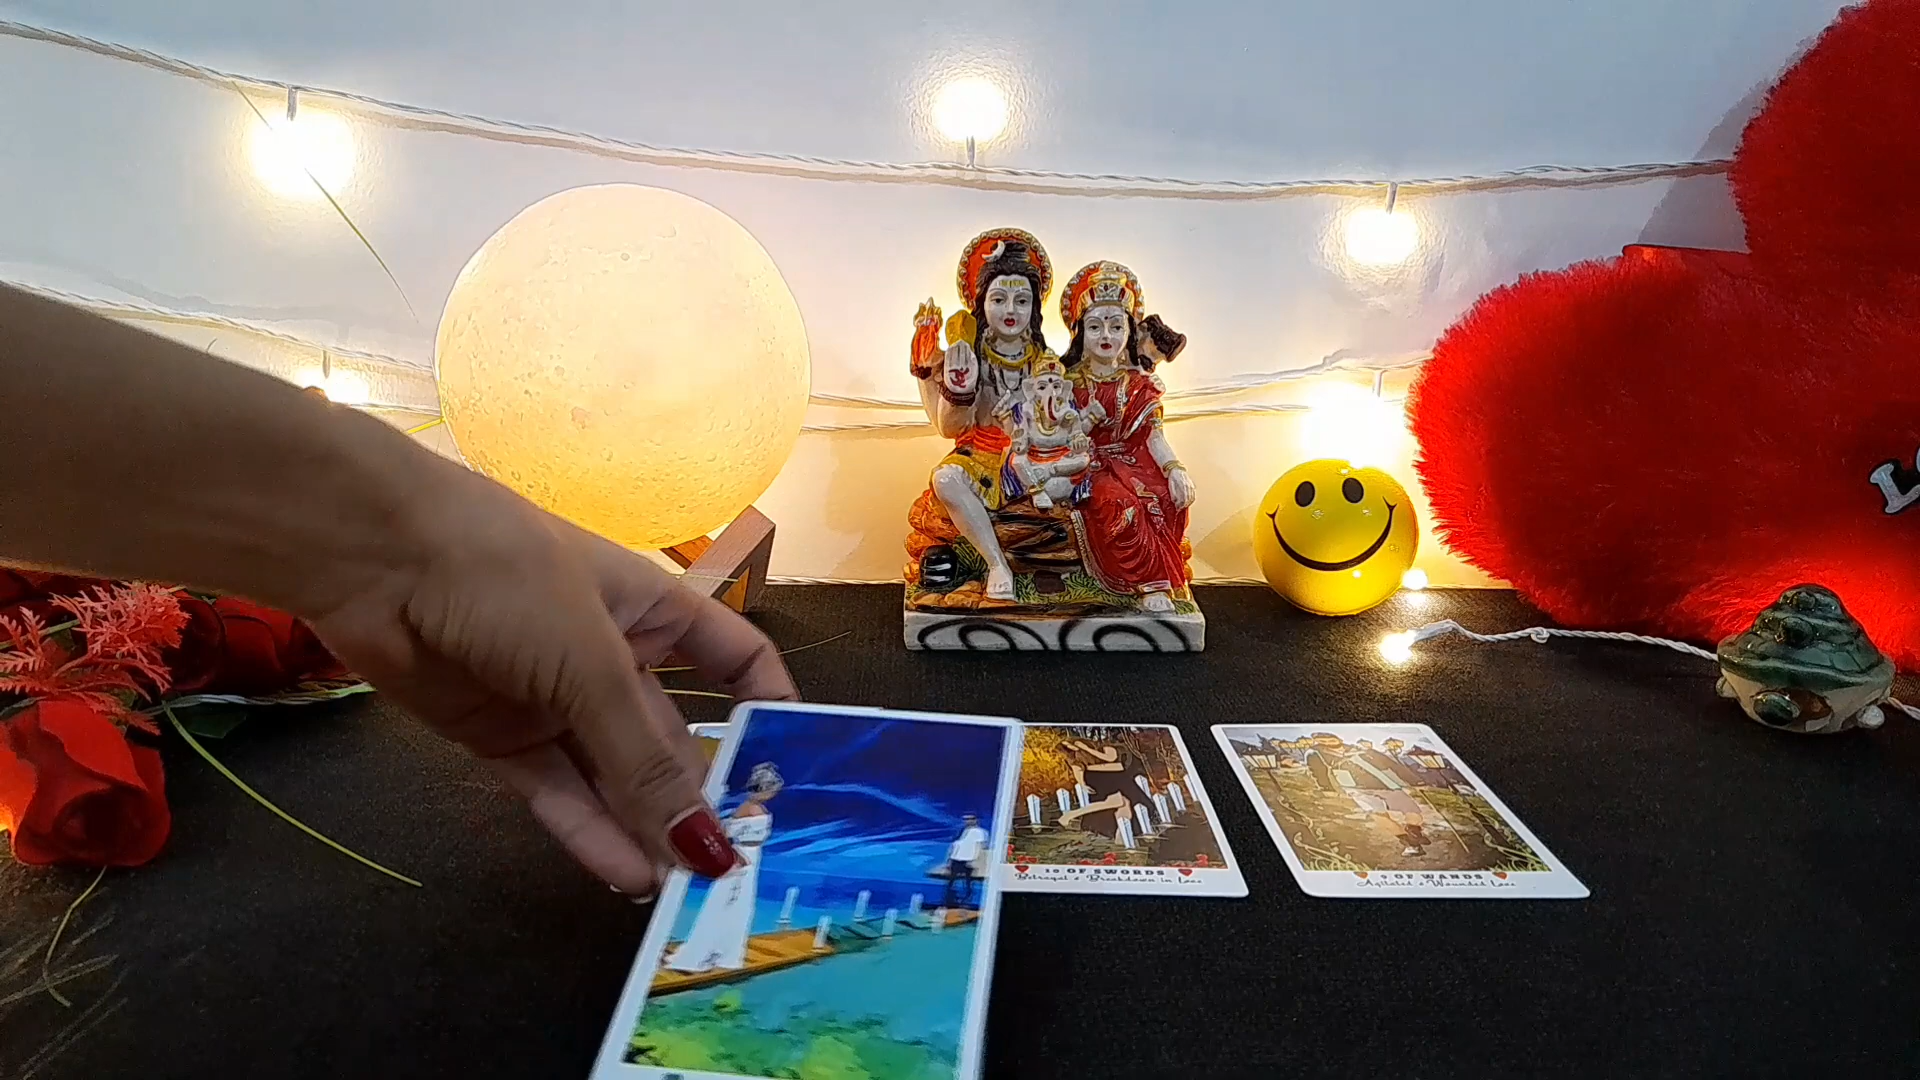 10 OF SWORDS
Betrayal & Breakdown in Love
9 OF WANDS
Agitated & Wounded Love